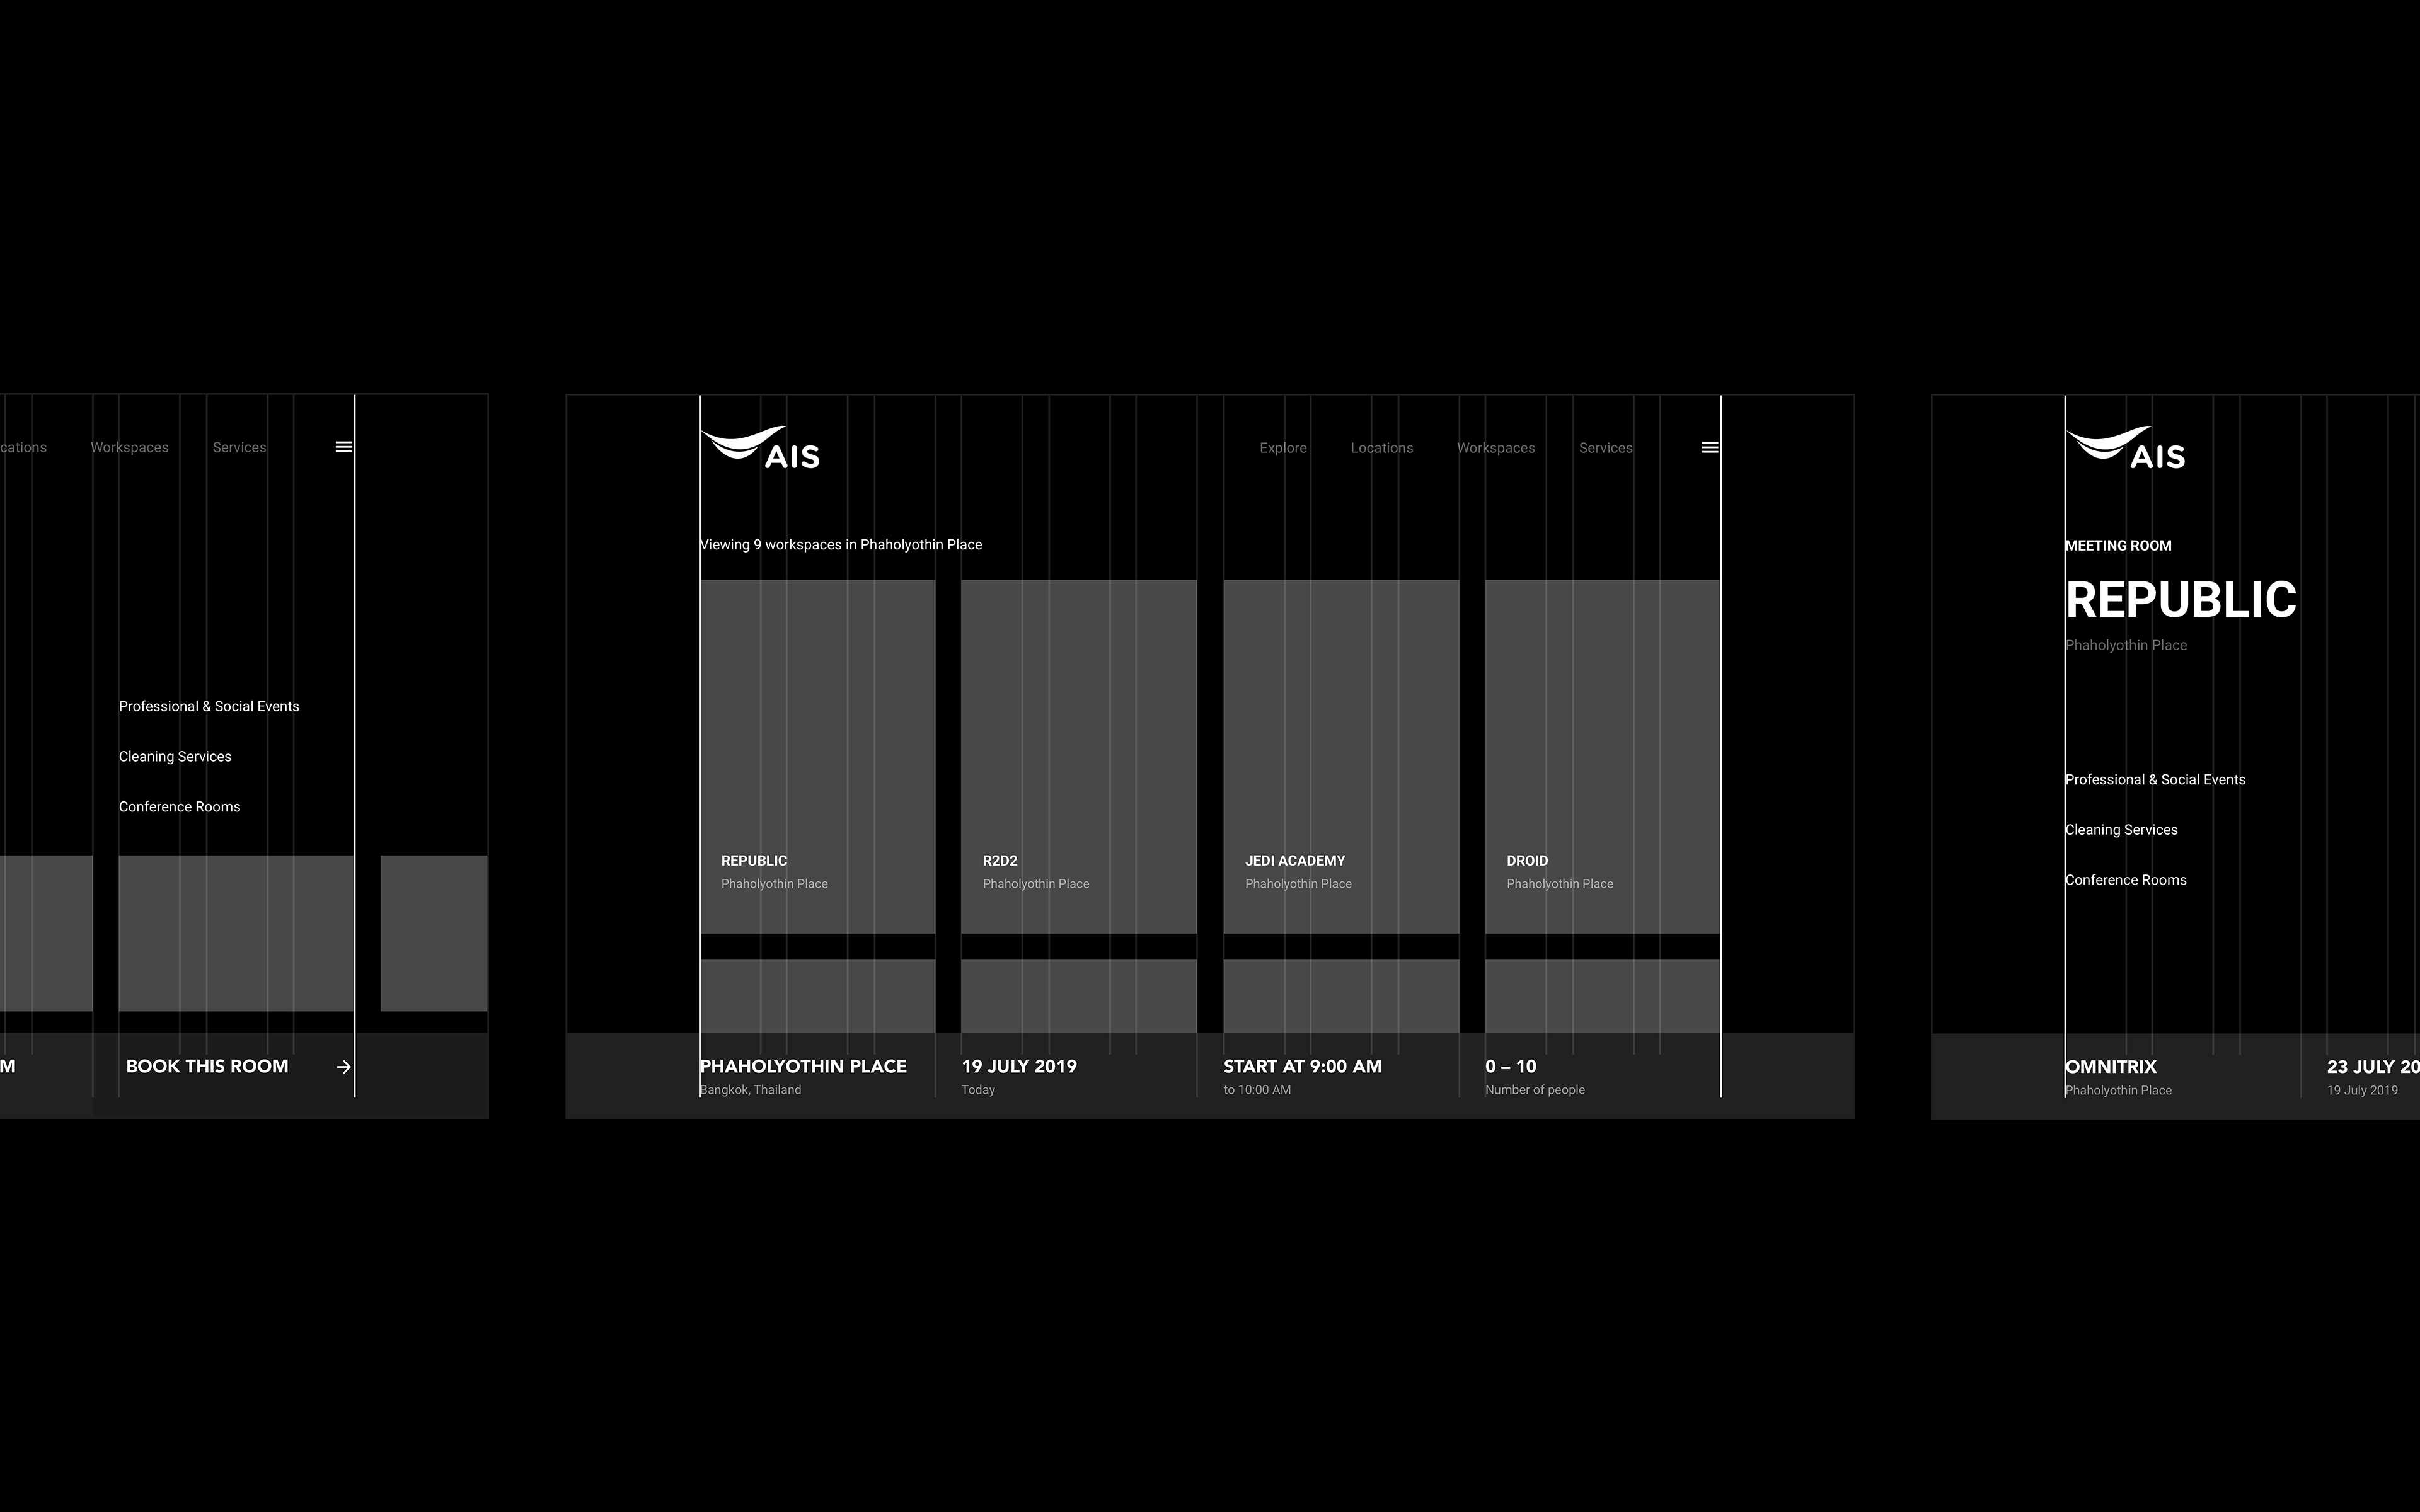 cations Workspaces Services
Professional & Social Events
Cleaning Services
Conference Rooms
M BOOK THIS ROOM
AIS
Explore Locations Workspaces Services
Viewing 9 workspaces in Phaholyothin Place
REPUBLIC
Phaholyothin Place
R2D2
Phaholyothin Place
JEDI ACADEMY
Phaholyothin Place
DROID
Phaholyothin Place
PHAHOLYOTHIN PLACE
Bangkok, Thailand
19 JULY 2019
Today
START AT 9:00 AM
to 10:00 AM
0 – 10
Number of people
AIS
MEETING ROOM
REPUBLIC
Phaholyothin Place
Professional & Social Events
Cleaning Services
Conference Rooms
OMNITRIX
Phaholyothin Place
23 JULY 20
19 July 2019